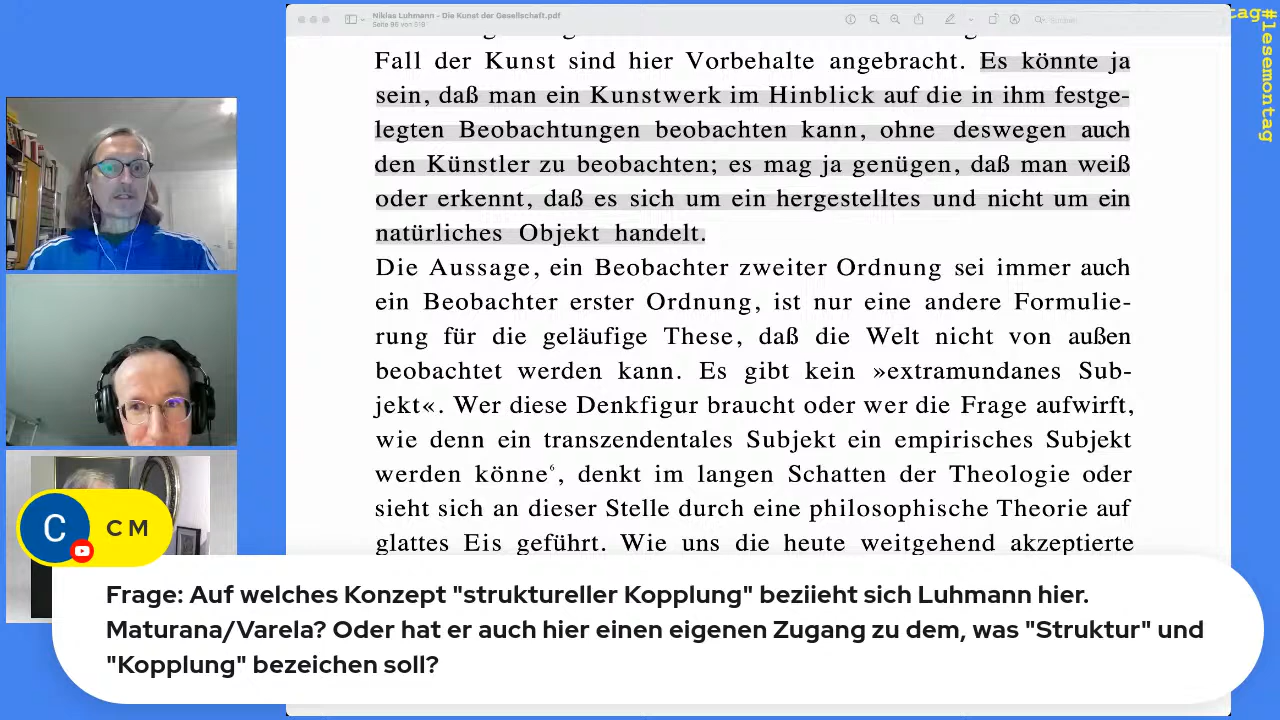 Niklas Luhmann - Die Kunst der Gesellschaft.pdf
Seite 96 von 519
Suchen
#lesemontag
tag
Fall der Kunst sind hier Vorbehalte angebracht. Es könnte ja
sein, daß man ein Kunstwerk im Hinblick auf die in ihm festge-
legten Beobachtungen beobachten kann, ohne deswegen auch
den Künstler zu beobachten; es mag ja genügen, daß man weiß
oder erkennt, daß es sich um ein hergestelltes und nicht um ein
natürliches Objekt handelt.
Die Aussage, ein Beobachter zweiter Ordnung sei immer auch
ein Beobachter erster Ordnung, ist nur eine andere Formulie-
rung für die geläufige These, daß die Welt nicht von außen
beobachtet werden kann. Es gibt kein »extramundanes Sub-
jekt«. Wer diese Denkfigur braucht oder wer die Frage aufwirft,
wie denn ein transzendentales Subjekt ein empirisches Subjekt
werden könne⁶, denkt im langen Schatten der Theologie oder
sieht sich an dieser Stelle durch eine philosophische Theorie auf
glattes Eis geführt. Wie uns die heute weitgehend akzeptierte
C
C M
Frage: Auf welches Konzept "struktureller Kopplung" beziieht sich Luhmann hier.
Maturana/Varela? Oder hat er auch hier einen eigenen Zugang zu dem, was "Struktur" und
"Kopplung" bezeichen soll?